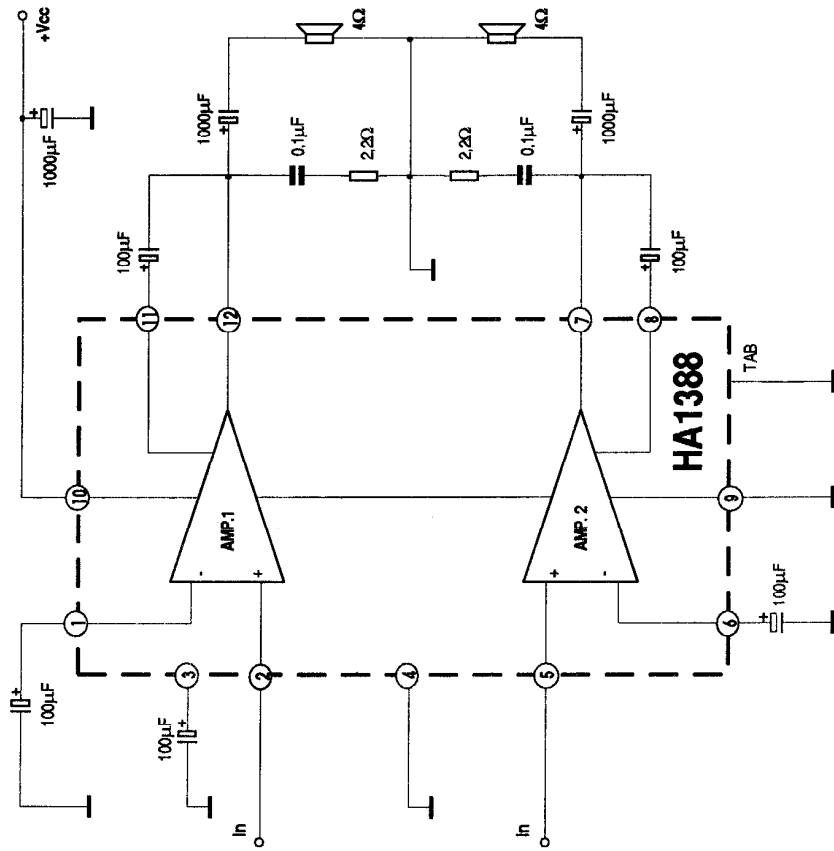 +Vcc
1000µF
4Ω
4Ω
1000µF
0,1µF
2,2Ω
2,2Ω
0,1µF
1000µF
100µF
100µF
11
12
7
8
HA1388
TAB
10
AMP.1
-
+
AMP. 2
+
-
9
1
3
2
4
5
6
100µF
100µF
100µF
In
In